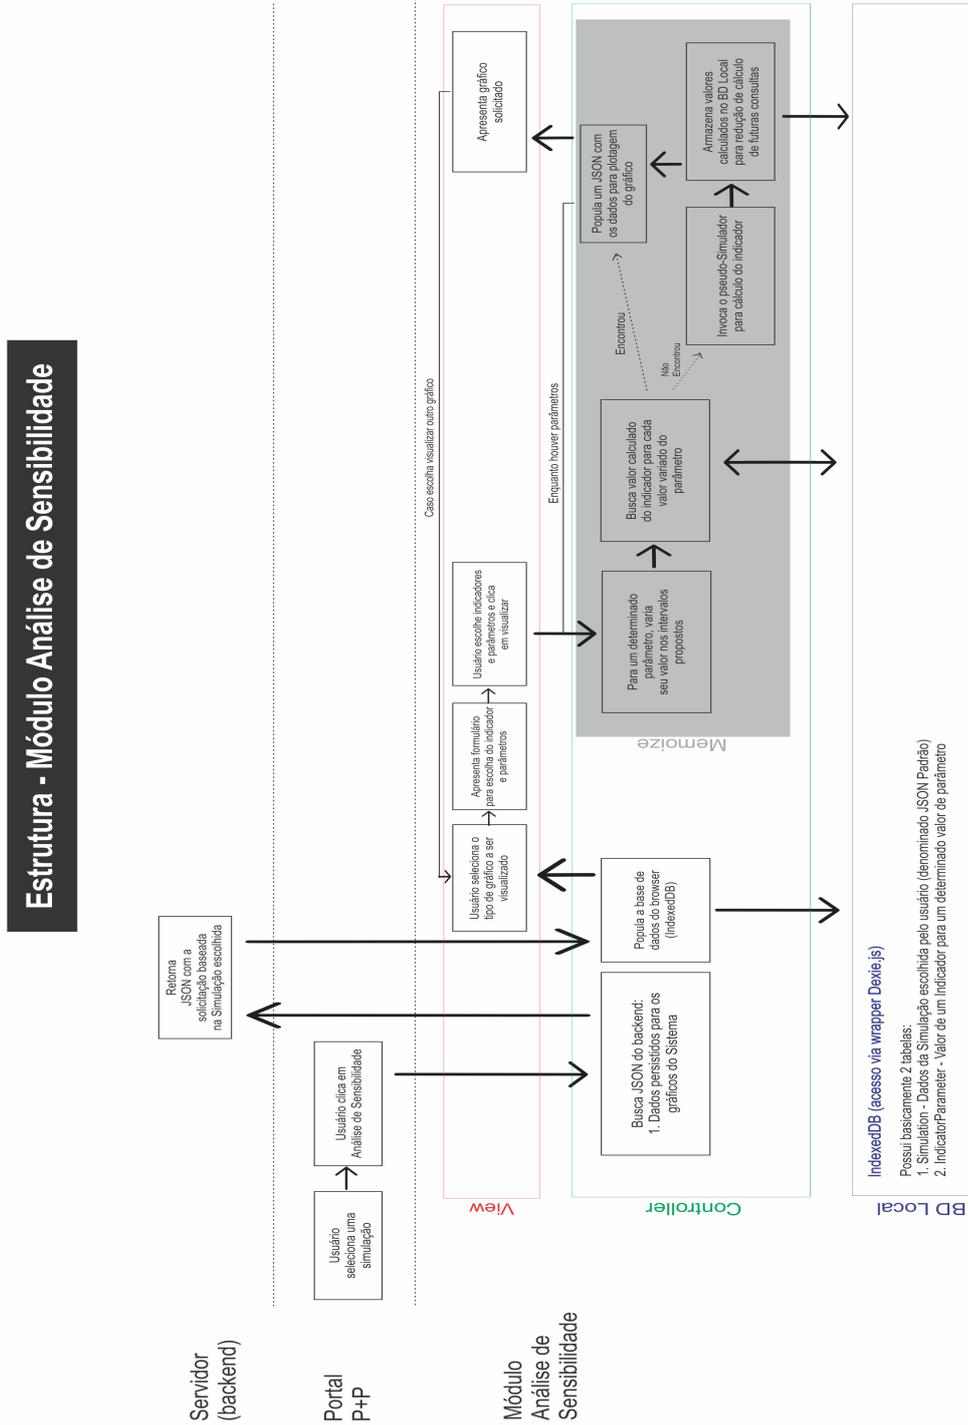 Estrutura - Módulo Análise de Sensibilidade
Servidor
(backend)
Retorna
JSON com a
solicitação baseada
na Simulação escolhida
Portal
P+P
Usuário
seleciona uma
simulação
Usuário clica em
Análise de Sensibilidade
Módulo
Análise de
Sensibilidade
Caso escolha visualizar outro gráfico
View
Usuário seleciona o
tipo de gráfico a ser
visualizado
Apresenta formulário
para escolha do indicador
e parâmetros
Usuário escolhe indicadores
e parâmetros e clica
em visualizar
Apresenta gráfico
solicitado
Enquanto houver parâmetros
Controller
Busca JSON do backend:
1. Dados persistidos para os
gráficos do Sistema
Popula a base de
dados do browser
(IndexedDB)
Memoize
Para um determinado
parâmetro, varia
seu valor nos intervalos
propostos
Busca valor calculado
do indicador para cada
valor variado do
parâmetro
Encontrou
Não
Encontrou
Popula um JSON com
os dados para plotagem
do gráfico
Invoca o pseudo-Simulador
para cálculo do indicador
Armazena valores
calculados no BD Local
para redução de cálculo
de futuras consultas
BD Local
IndexedDB (acesso via wrapper Dexie.js)
Possui basicamente 2 tabelas:
1. Simulation - Dados da Simulação escolhida pelo usuário (denominado JSON Padrão)
2. IndicatorParameter - Valor de um Indicador para um determinado valor de parâmetro